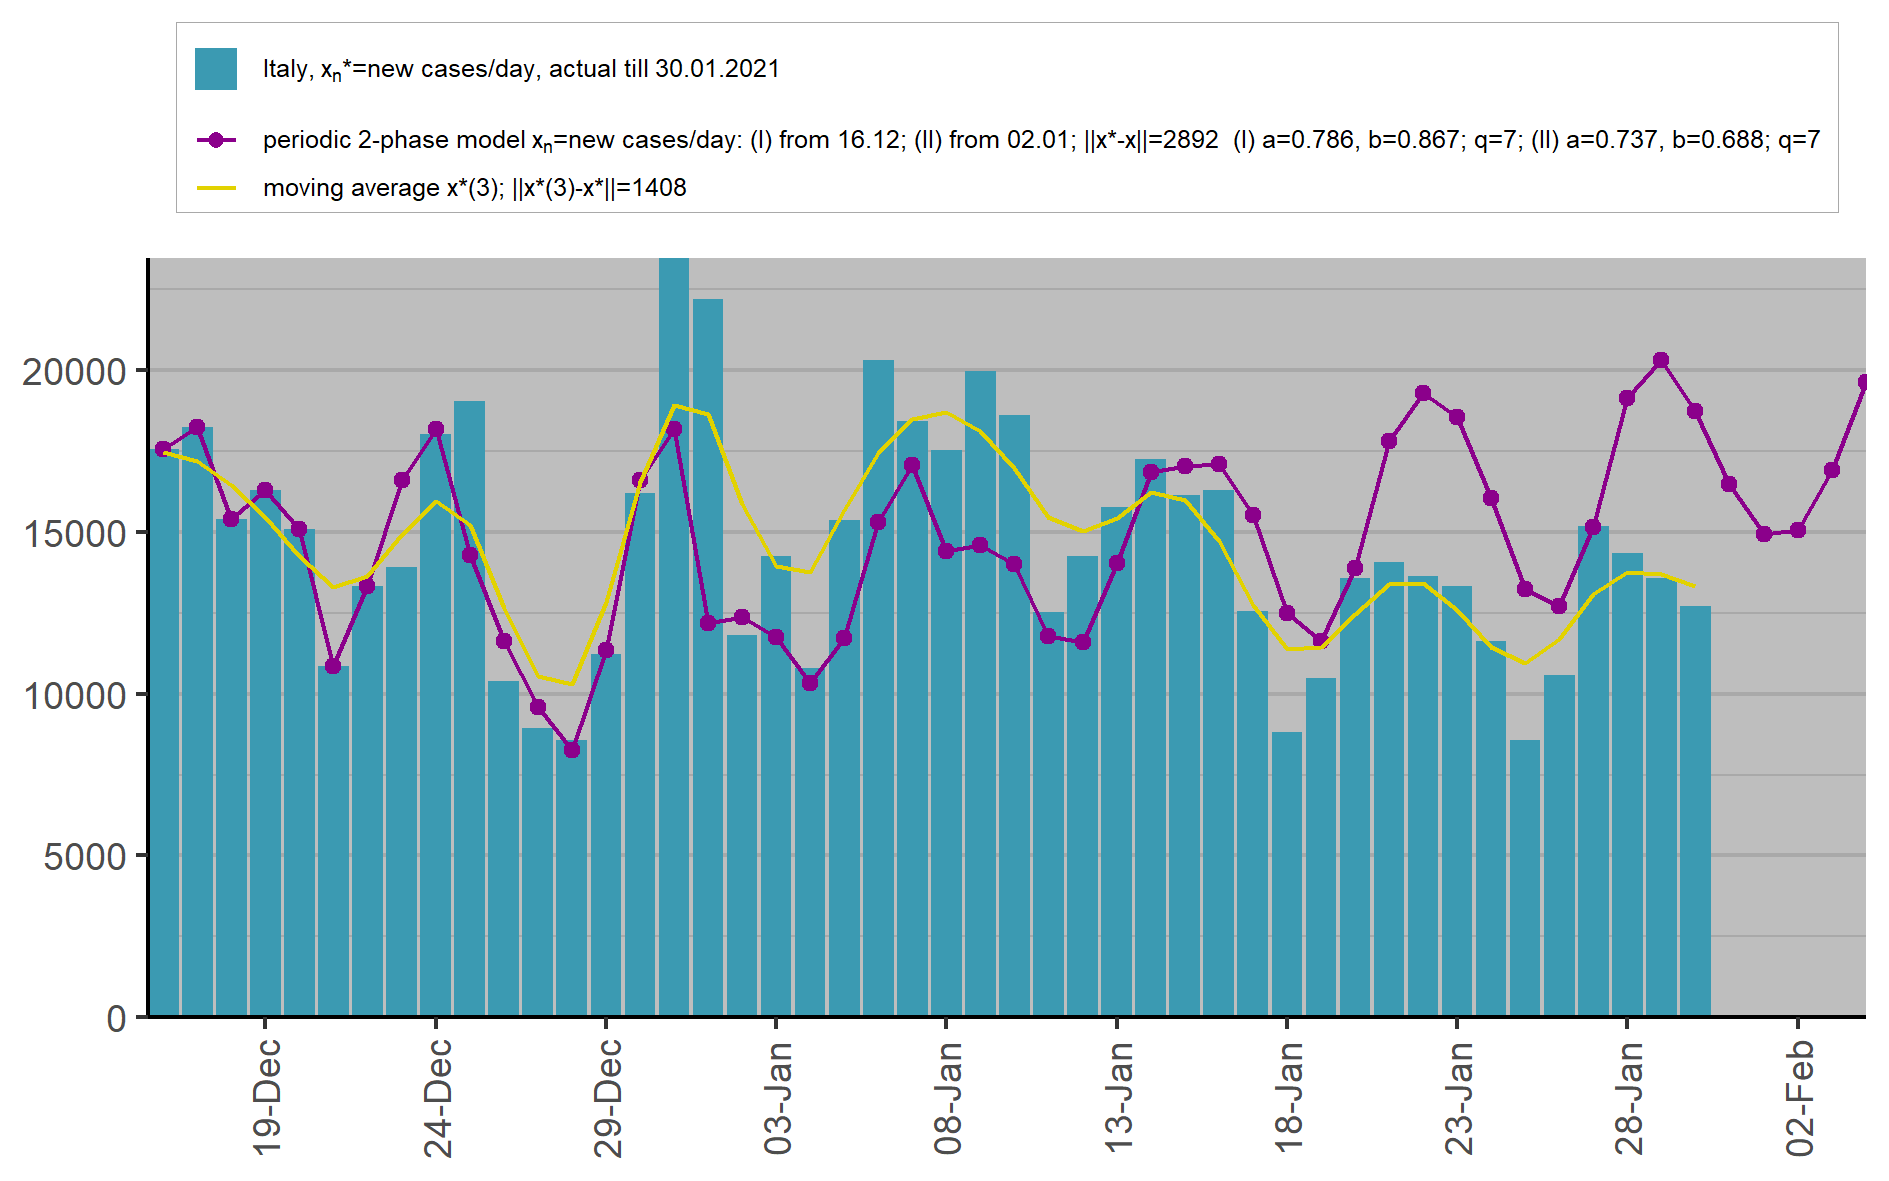 Italy, xn*=new cases/day, actual till 30.01.2021
periodic 2-phase model xn=new cases/day: (I) from 16.12; (II) from 02.01; ||x*-x||=2892  (I) a=0.786, b=0.867; q=7; (II) a=0.737, b=0.688; q=7
moving average x*(3); ||x*(3)-x*||=1408
20000
15000
10000
5000
0
19-Dec
24-Dec
29-Dec
03-Jan
08-Jan
13-Jan
18-Jan
23-Jan
28-Jan
02-Feb